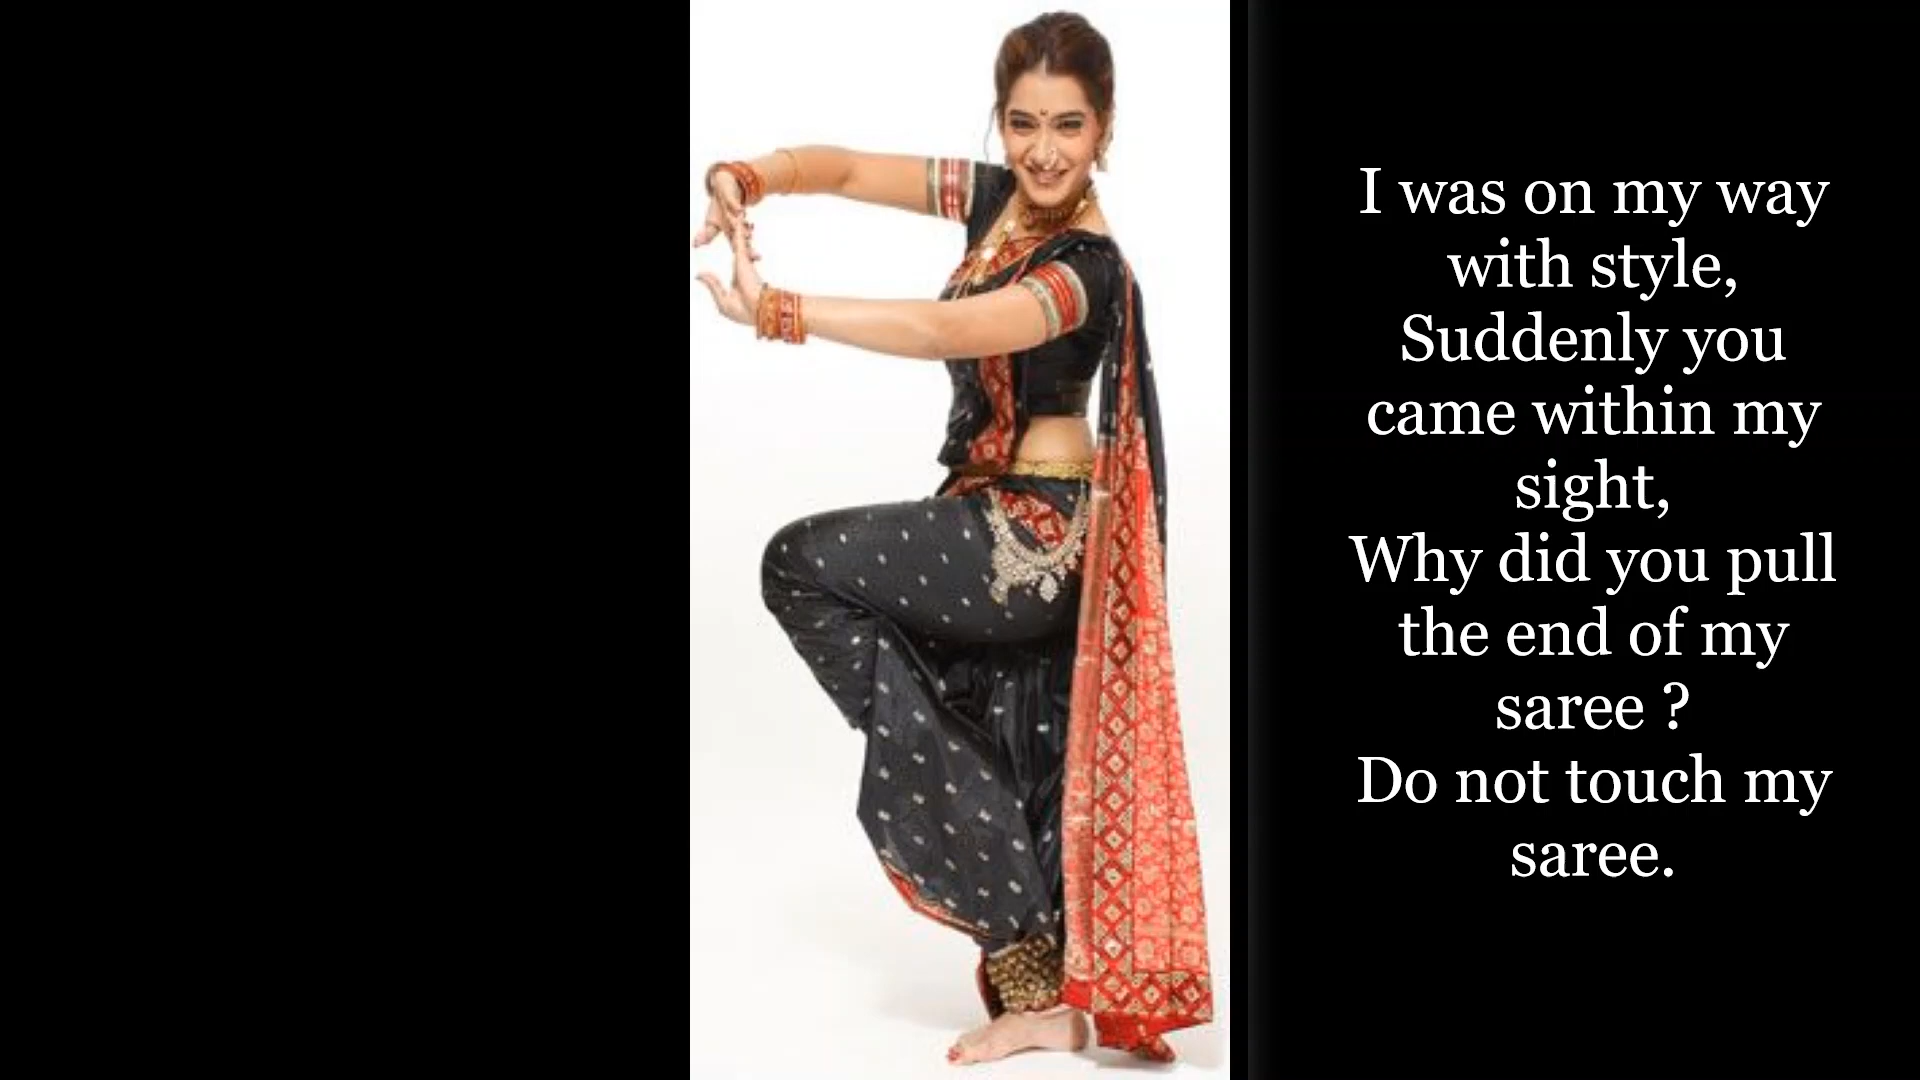 I was on my way
with style,
Suddenly you
came within my
sight,
Why did you pull
the end of my
saree ?
Do not touch my
saree.